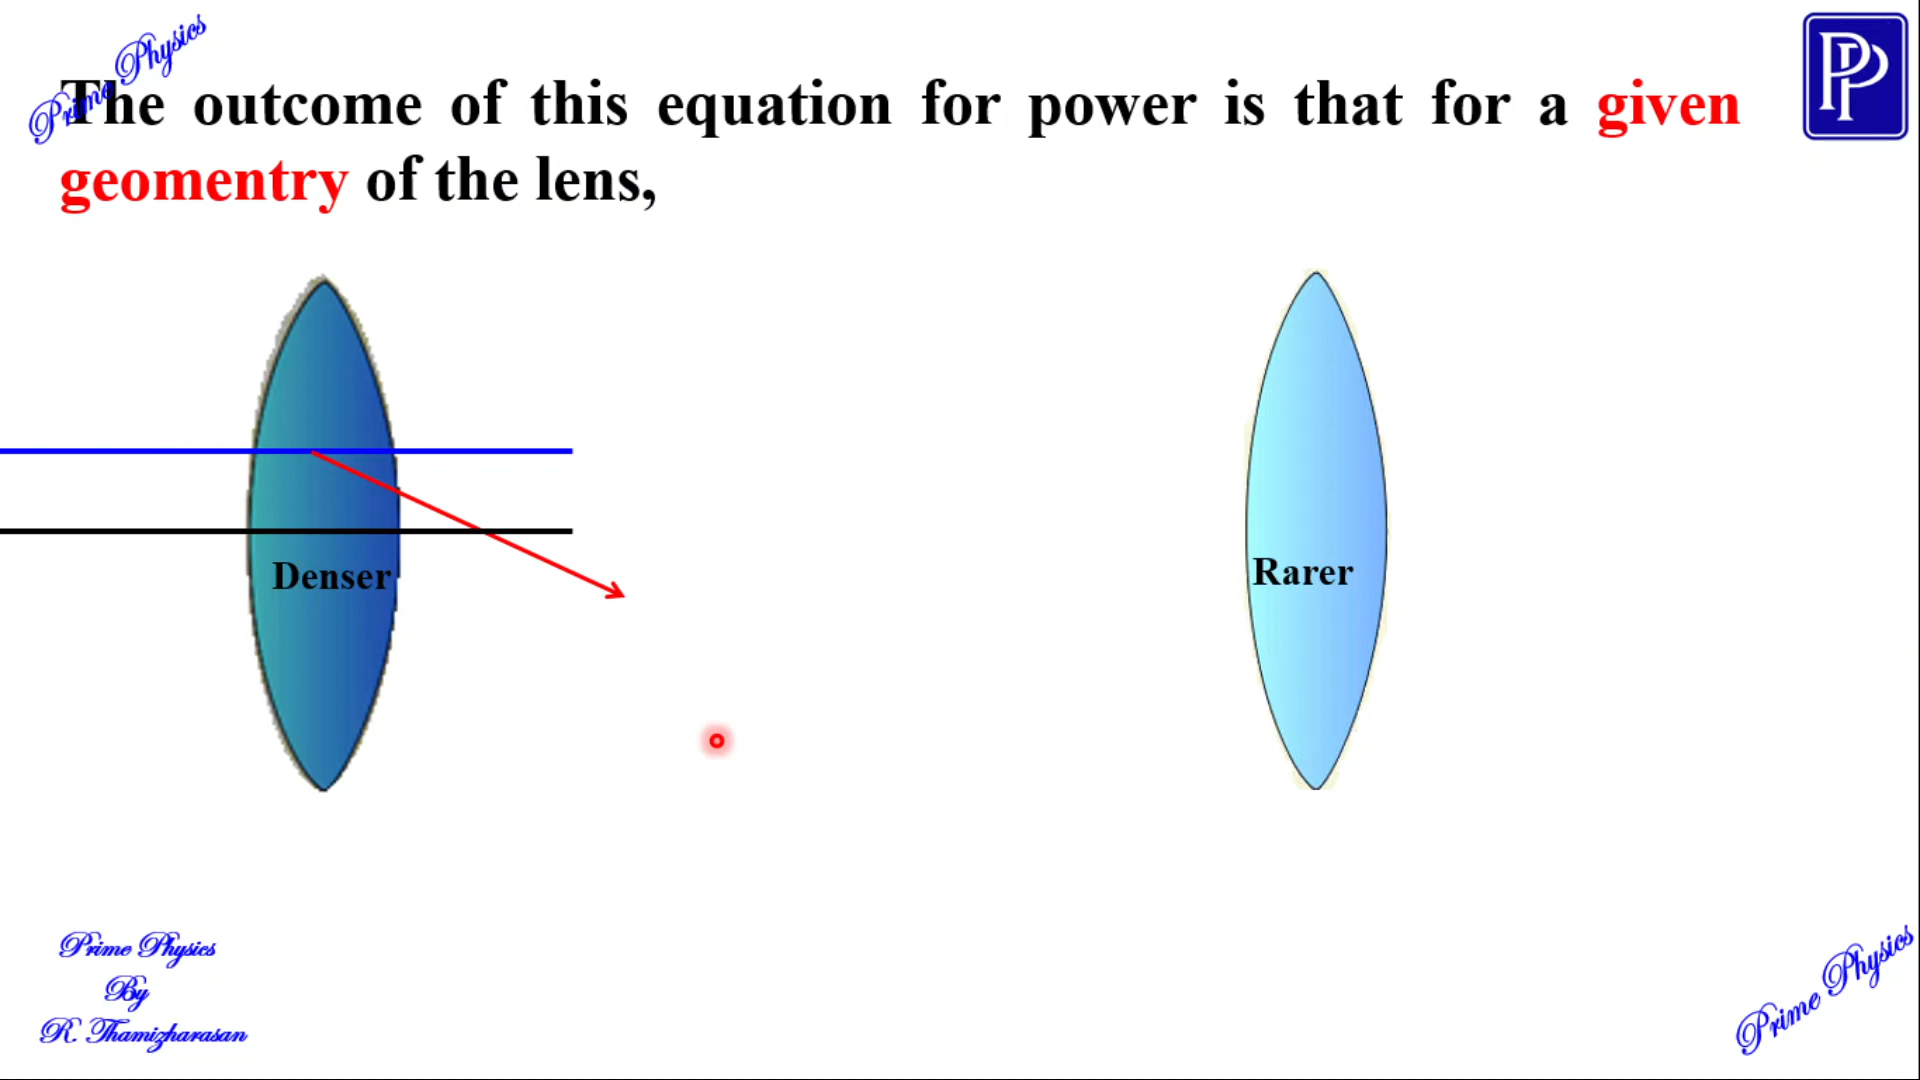 Prime Physics
The outcome of this equation for power is that for a given
geomentry of the lens,
PP
Denser
Rarer
Prime Physics
By
R. Thamizharasan
Prime Physics